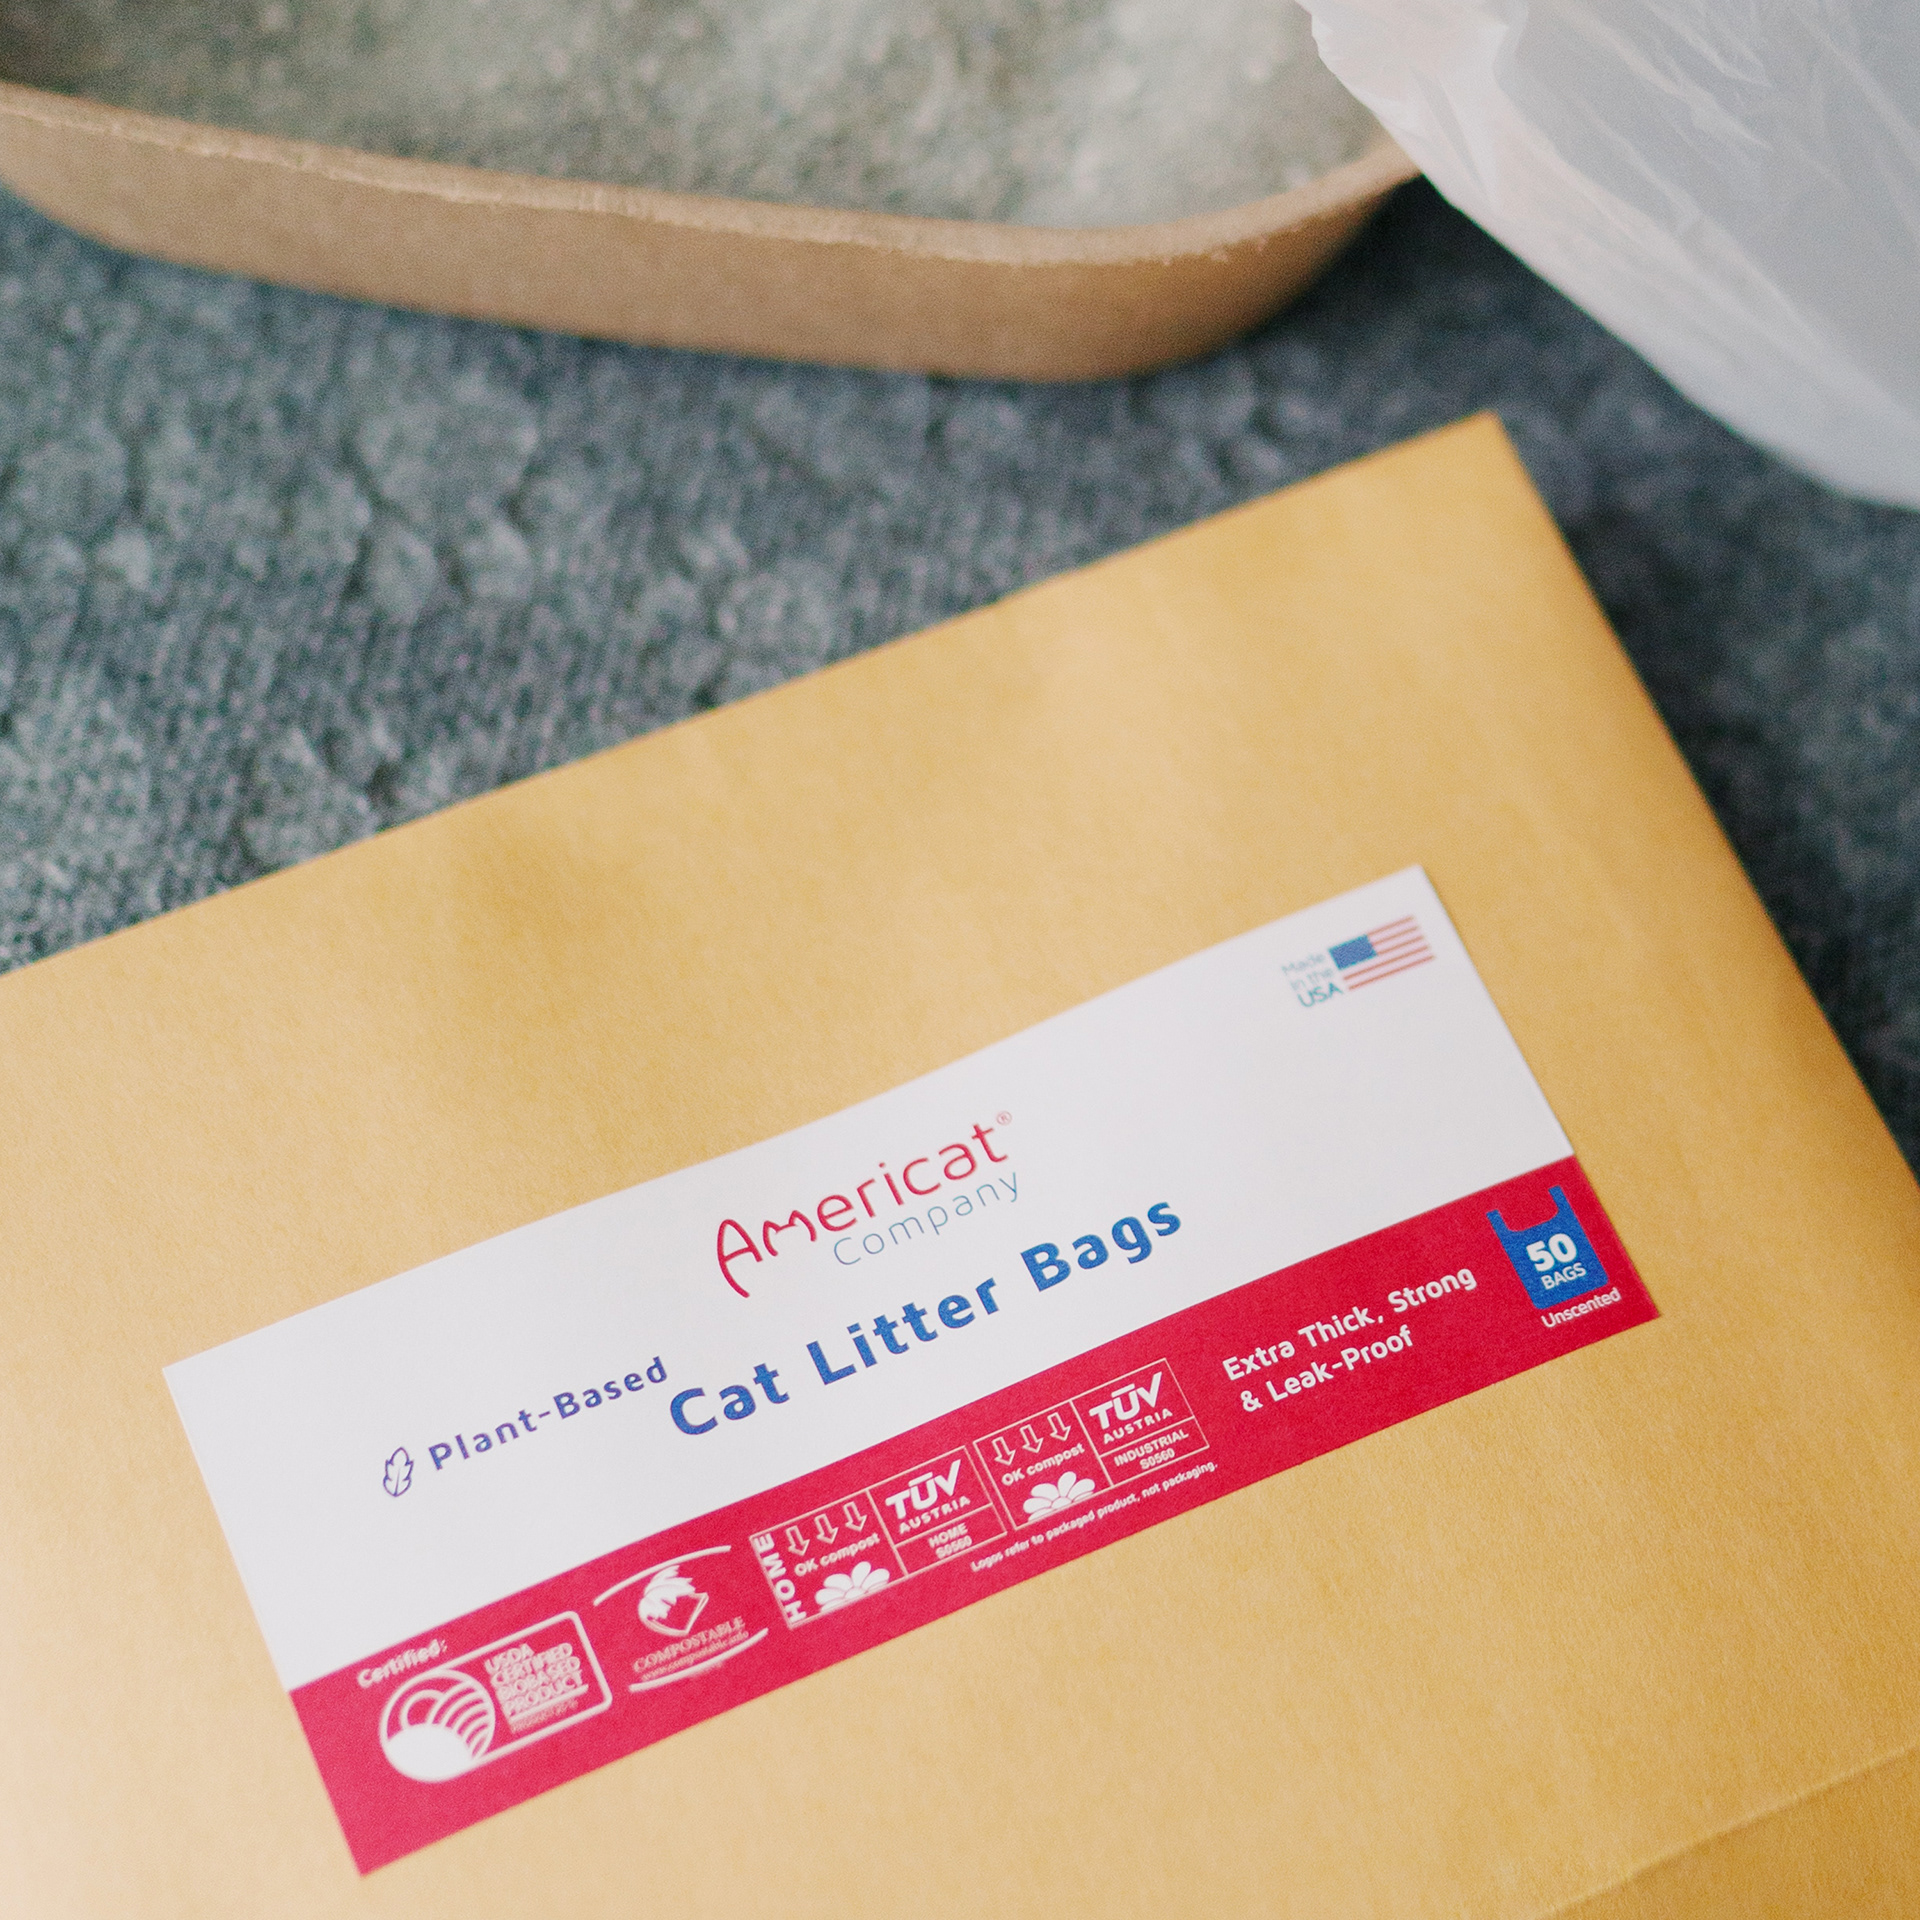 Made
in the
USA
Americat®
Company
Plant-Based
Cat Litter Bags
Certified:
USDA
CERTIFIED
BIOBASED
PRODUCT
COMPOSTABLE
HOME
OK compost
TÜV
AUSTRIA
HOME
S0560
OK compost
TÜV
AUSTRIA
INDUSTRIAL
S0560
Logos refer to packaged product, not packaging.
Extra Thick, Strong
& Leak-Proof
50
BAGS
Unscented